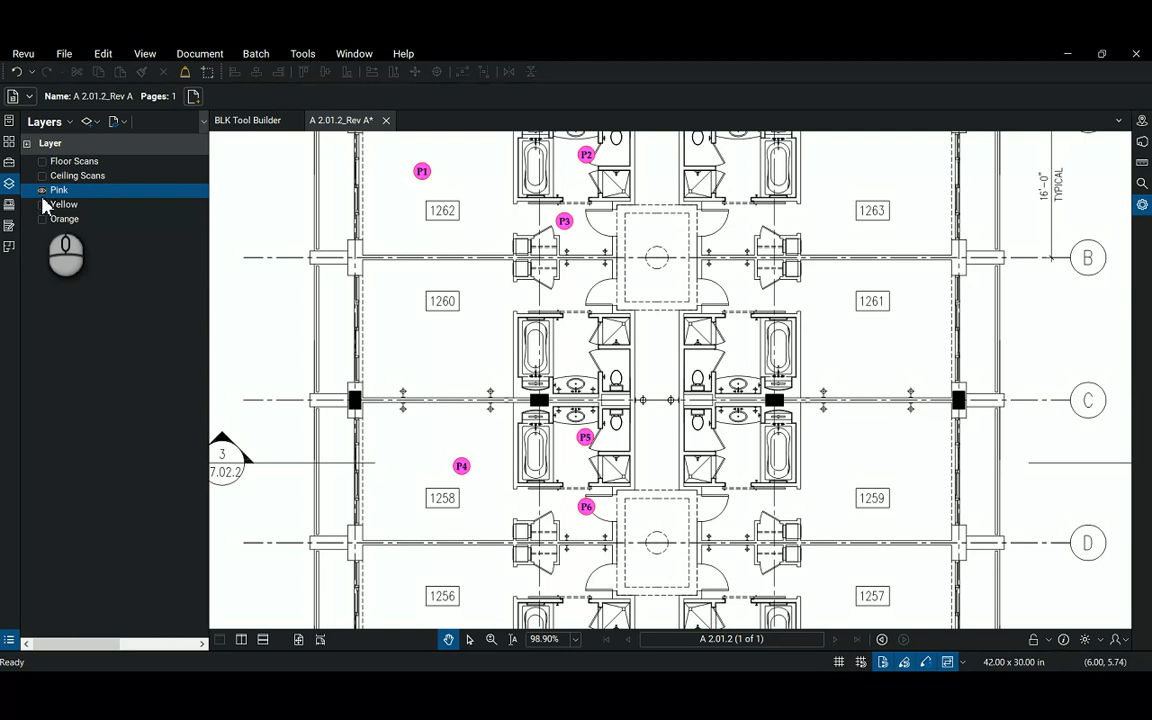 Revu File Edit View Document Batch Tools Window Help
Name: A 2.01.2_Rev A Pages: 1
Layers
BLK Tool Builder
A 2.01.2_Rev A*
Layer
Floor Scans
Ceiling Scans
Pink
Yellow
Orange
P1
P2
P3
1262
1263
16'-0"
TYPICAL
B
1260
1261
C
P5
P4
3
7.02.2
1258
1259
P6
D
1256
1257
98.90%
A 2.01.2 (1 of 1)
Ready
42.00 x 30.00 in
(6.00, 5.74)